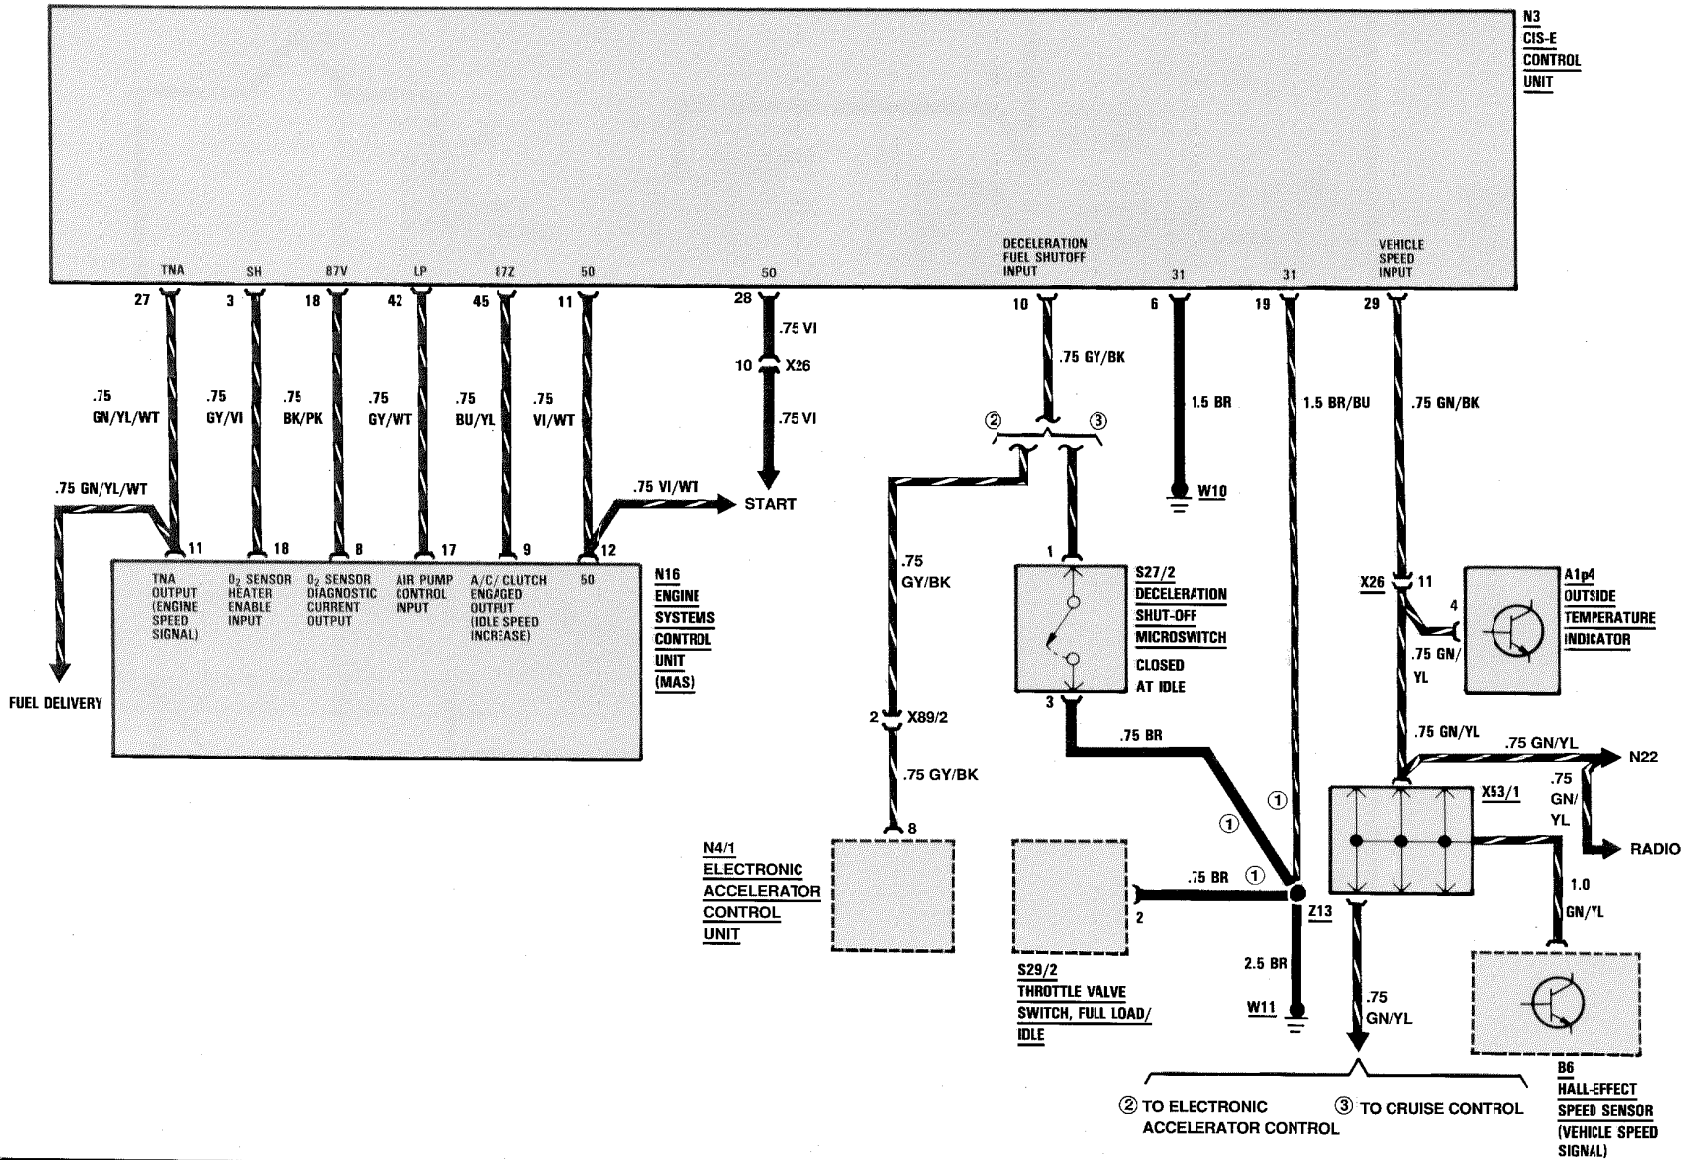 N3
CIS-E
CONTROL
UNIT
DECELERATION
FUEL SHUTOFF
INPUT
VEHICLE
SPEED
INPUT
TNA SH 87V LP 87Z 50 50 31 31
27 3 18 42 45 11 28 10 6 19 29
.75 VI
10 X26
.75 VI
.75 GY/BK
.75
GN/YL/WT
.75
GY/VI
.75
BK/PK
.75
GY/WT
.75
BU/YL
.75
VI/WT
1.5 BR
1.5 BR/BU
.75 GN/BK
2 3
.75 GN/YL/WT
.75 VI/WT
START
W10
11 18 8 17 9 12
FUEL DELIVERY
TNA
OUTPUT
(ENGINE
SPEED
SIGNAL)
O2 SENSOR
HEATER
ENABLE
INPUT
O2 SENSOR
DIAGNOSTIC
CURRENT
OUTPUT
AIR PUMP
CONTROL
INPUT
A/C/ CLUTCH
ENGAGED
OUTPUT
(IDLE SPEED
INCREASE)
50
N16
ENGINE
SYSTEMS
CONTROL
UNIT
(MAS)
.75
GY/BK
1
S27/2
DECELERATION
SHUT-OFF
MICROSWITCH
CLOSED
AT IDLE
3
X26 11
4
.75 GN/
YL
A1p4
OUTSIDE
TEMPERATURE
INDICATOR
2 X89/2
.75 BR
.75 GY/BK
.75 GN/YL
.75 GN/YL
N22
.75
GN/
YL
X53/1
RADIO
8
N4/1
ELECTRONIC
ACCELERATOR
CONTROL
UNIT
1
1
.75 BR 1
2
Z13
1.0
GN/YL
2.5 BR
W11
S29/2
THROTTLE VALVE
SWITCH, FULL LOAD/
IDLE
.75
GN/YL
B6
HALL-EFFECT
SPEED SENSOR
(VEHICLE SPEED
SIGNAL)
2 TO ELECTRONIC
ACCELERATOR CONTROL
3 TO CRUISE CONTROL